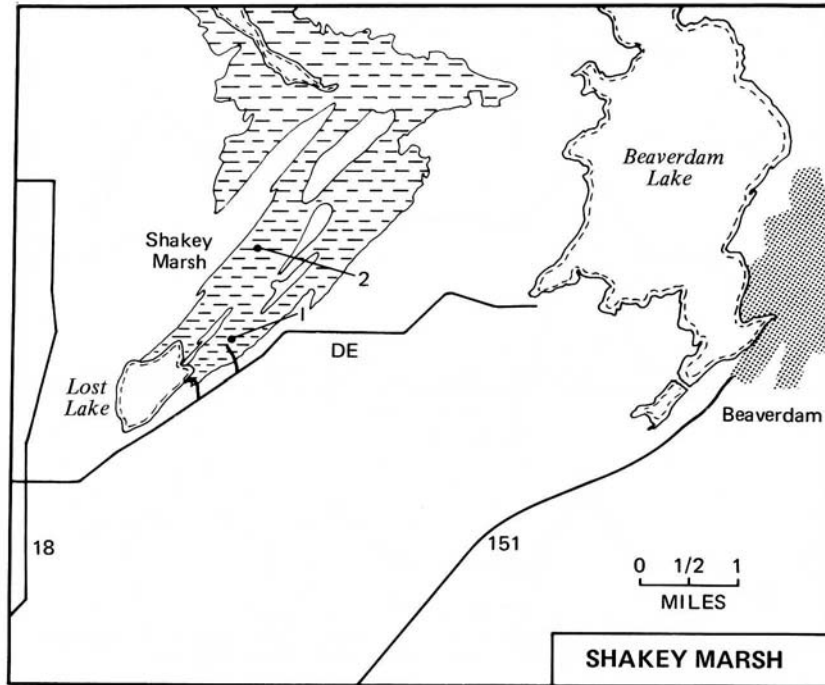 Beaverdam
Lake
Shakey
Marsh
2
1
DE
Lost
Lake
Beaverdam
18
151
0 1/2 1
MILES
SHAKEY MARSH